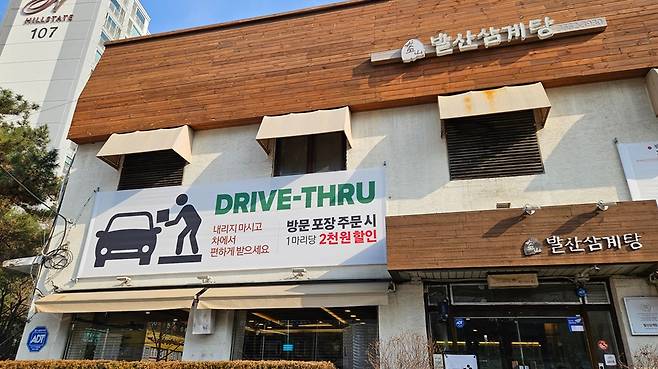 HILLSTATE
107
발산삼계탕
DRIVE-THRU
내리지 마시고
차에서
편하게 받으세요
방문 포장 주문 시
1마리당 2천원 할인
발산삼계탕
ADT